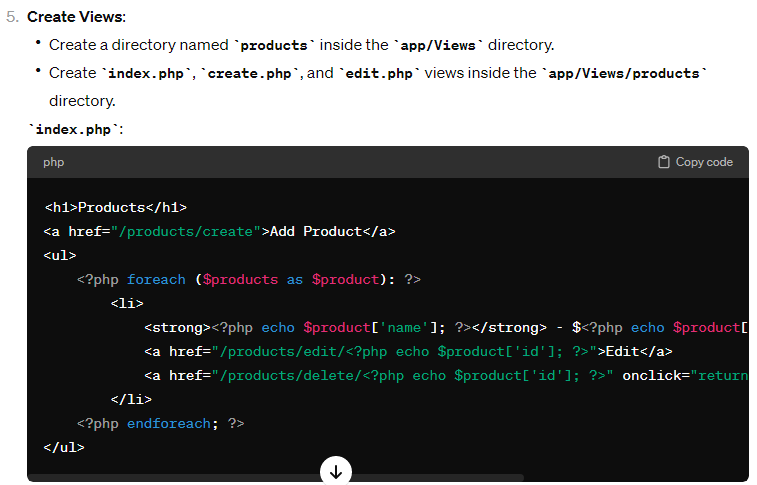 5. Create Views:
• Create a directory named `products` inside the `app/Views` directory.
• Create `index.php`, `create.php`, and `edit.php` views inside the `app/Views/products`
directory.
`index.php`:
php Copy code
<h1>Products</h1>
<a href="/products/create">Add Product</a>
<ul>
    <?php foreach ($products as $product): ?>
        <li>
            <strong><?php echo $product['name']; ?></strong> - $<?php echo $product[
            <a href="/products/edit/<?php echo $product['id']; ?>">Edit</a>
            <a href="/products/delete/<?php echo $product['id']; ?>" onclick="return
        </li>
    <?php endforeach; ?>
</ul>